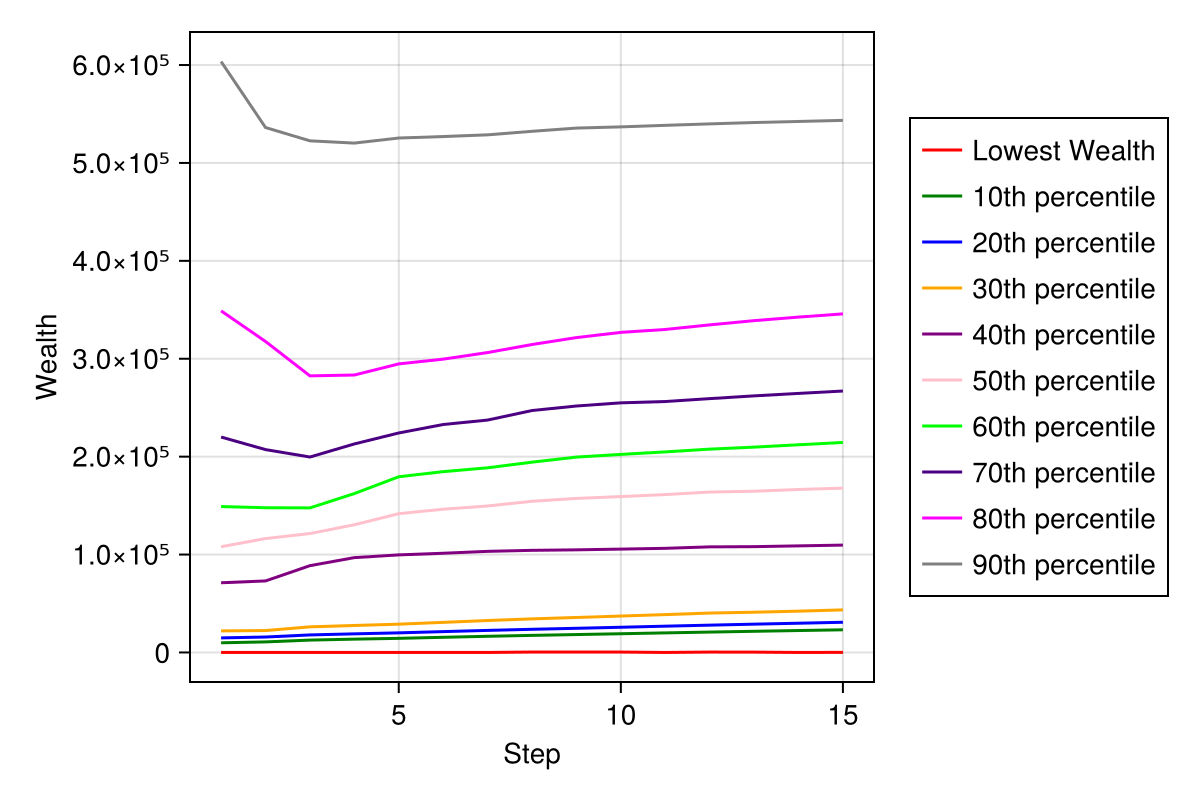 6.0×10⁵
5.0×10⁵
4.0×10⁵
3.0×10⁵
2.0×10⁵
1.0×10⁵
0
Wealth
5 10 15
Step
Lowest Wealth
10th percentile
20th percentile
30th percentile
40th percentile
50th percentile
60th percentile
70th percentile
80th percentile
90th percentile